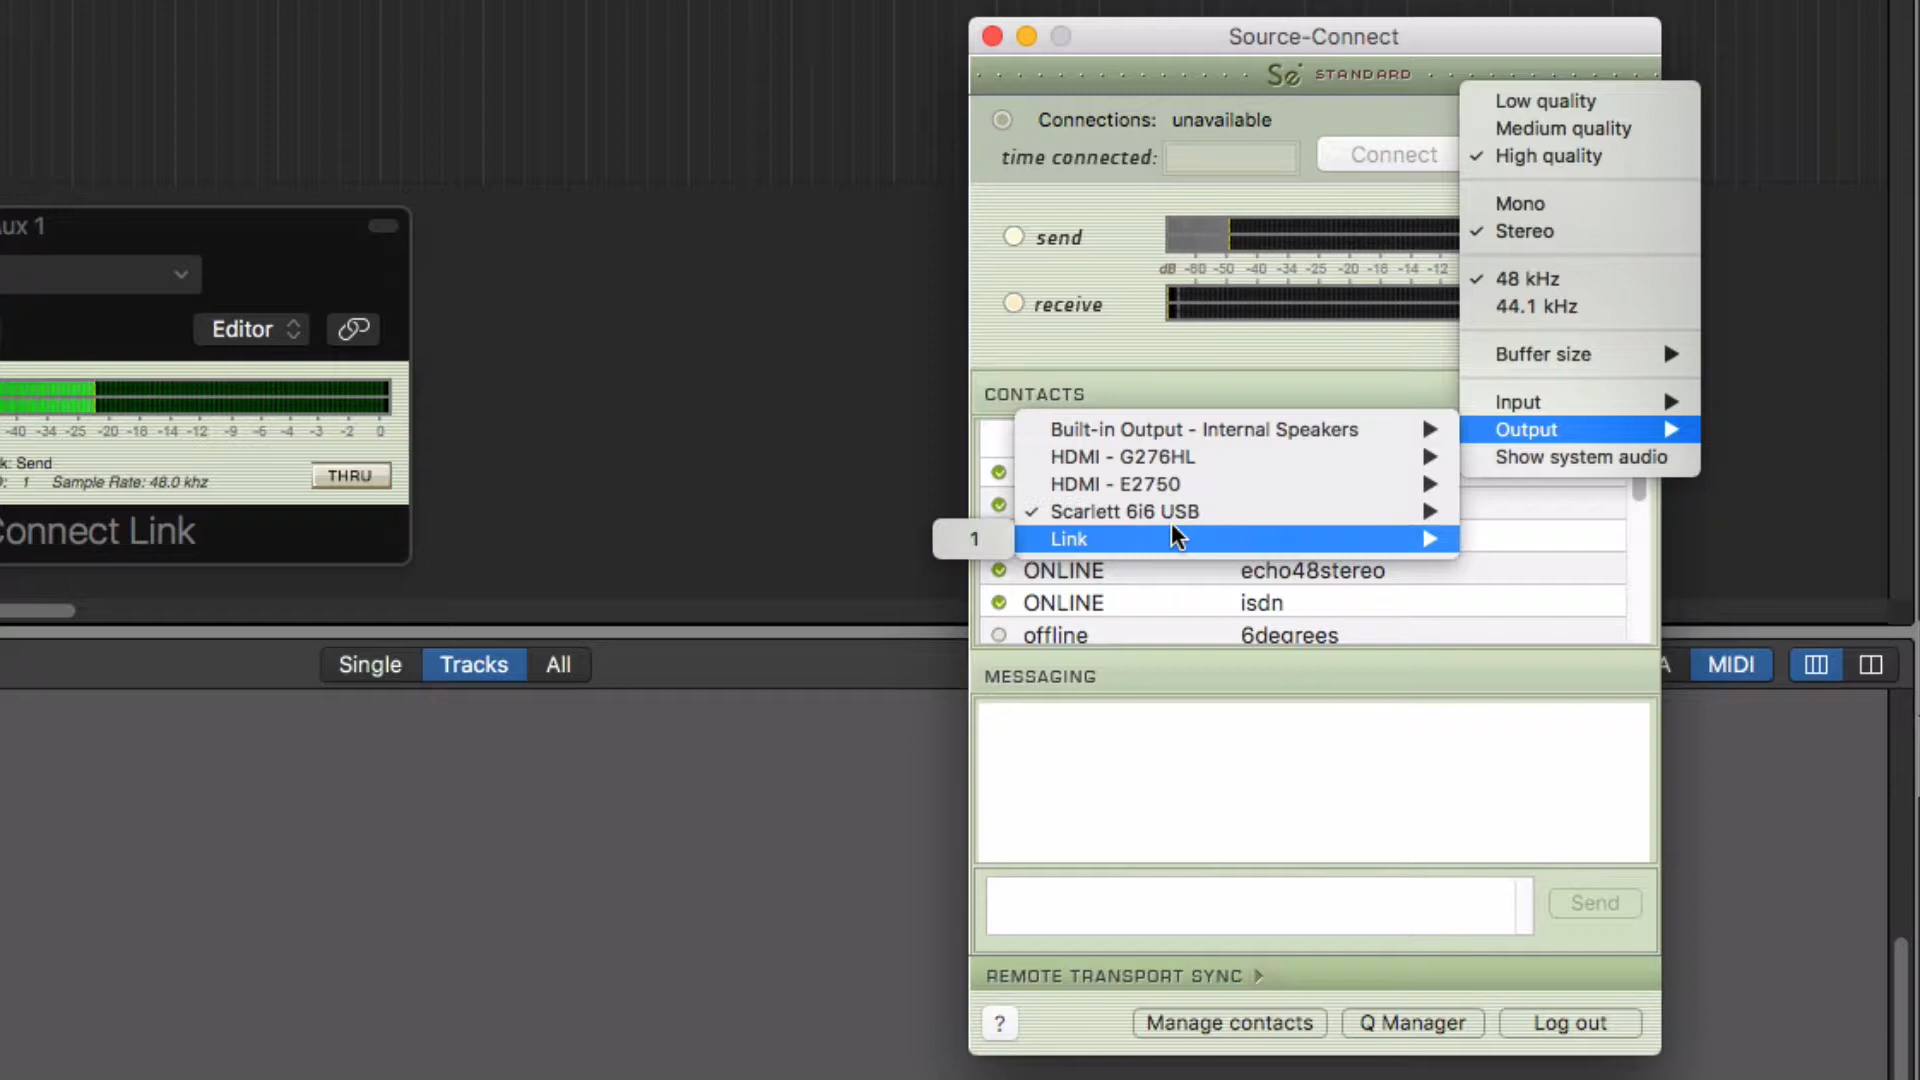 Source-Connect
STANDARD
Connections: unavailable
time connected:
Connect
send
dB -80 -50 -40 -34 -25 -20 -16 -14 -12
receive
CONTACTS
Low quality
Medium quality
✓ High quality
Mono
✓ Stereo
✓ 48 kHz
44.1 kHz
Buffer size
Input
Output
Show system audio
Built-in Output - Internal Speakers
HDMI - G276HL
HDMI - E2750
✓ Scarlett 6i6 USB
Link
1
ONLINE echo48stereo
ONLINE isdn
offline 6degrees
MESSAGING
Send
REMOTE TRANSPORT SYNC
?
Manage contacts
Q Manager
Log out
ux 1
Editor
-40 -34 -25 -20 -16 -14 -12 -9 -6 -4 -3 -2 0
k: Send
: 1 Sample Rate: 48.0 khz
THRU
Connect Link
Single
Tracks
All
A
MIDI